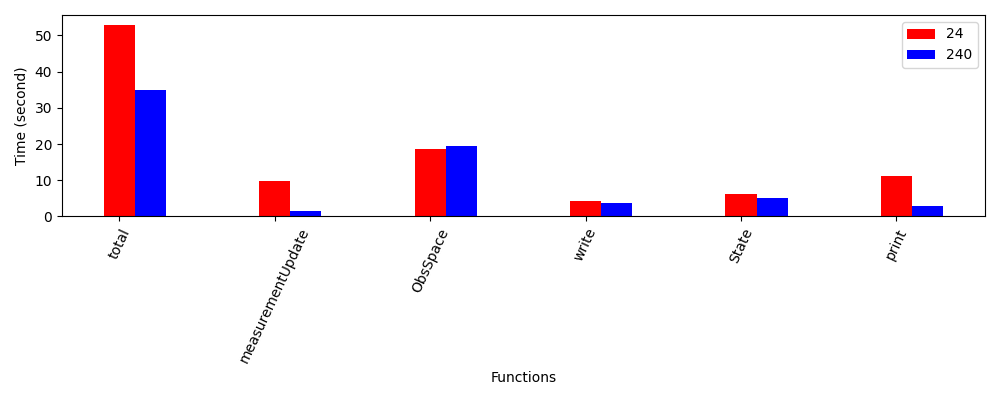 Time (second)
50
40
30
20
10
0
24
240
total
measurementUpdate
ObsSpace
write
State
print
Functions